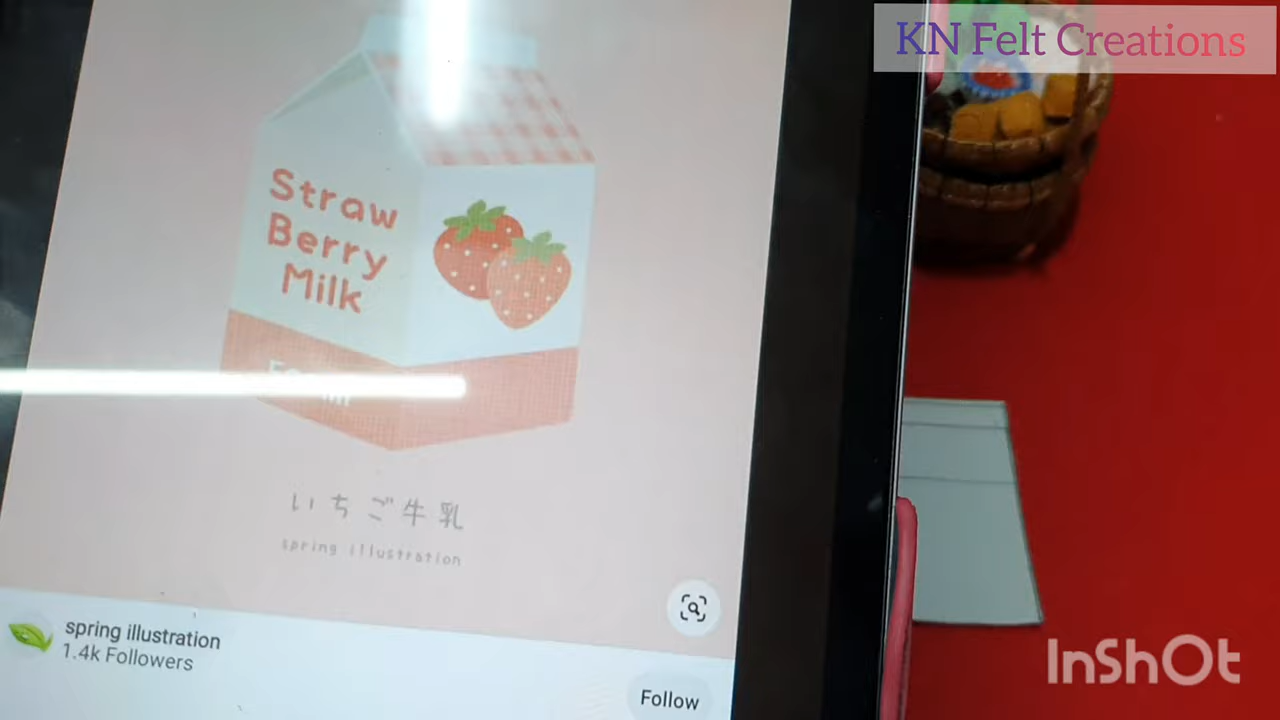 KN Felt Creations
Straw
Berry
Milk
いちご牛乳
spring illustration
spring illustration
1.4k Followers
Follow
InShOt